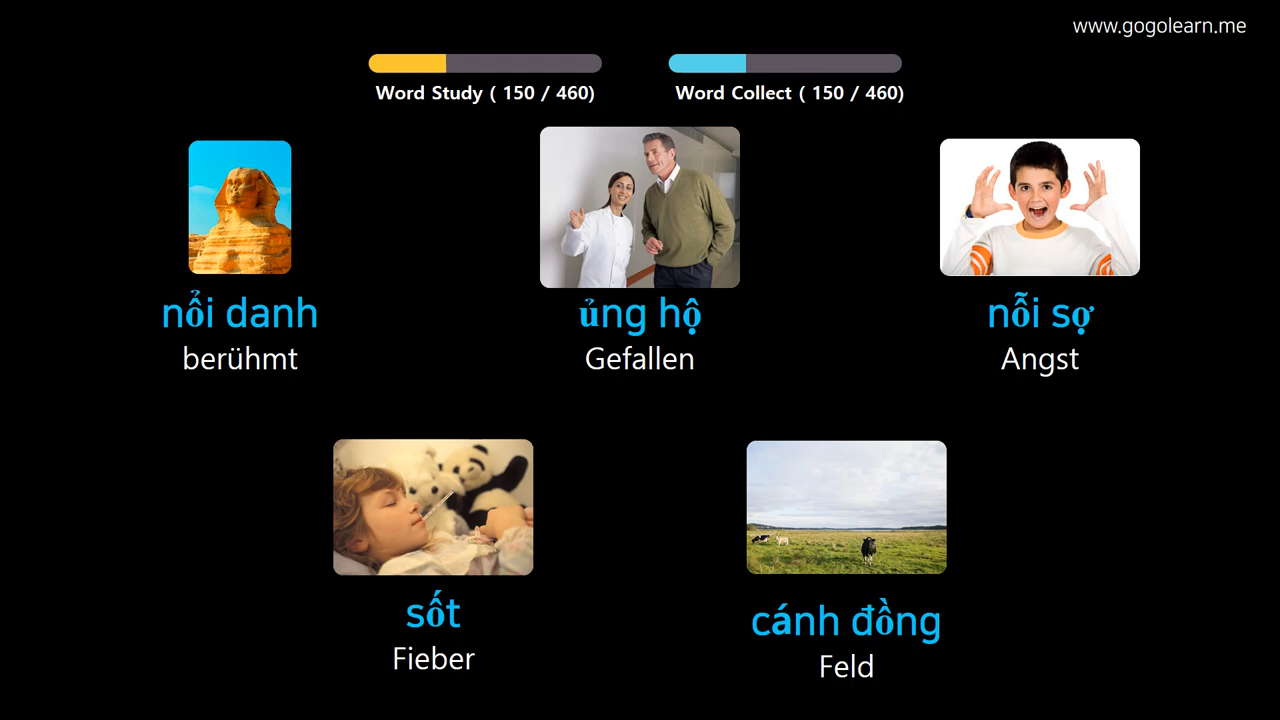 www.gogolearn.me
Word Study ( 150 / 460)
Word Collect ( 150 / 460)
nổi danh
berühmt
ủng hộ
Gefallen
nỗi sợ
Angst
sốt
Fieber
cánh đồng
Feld